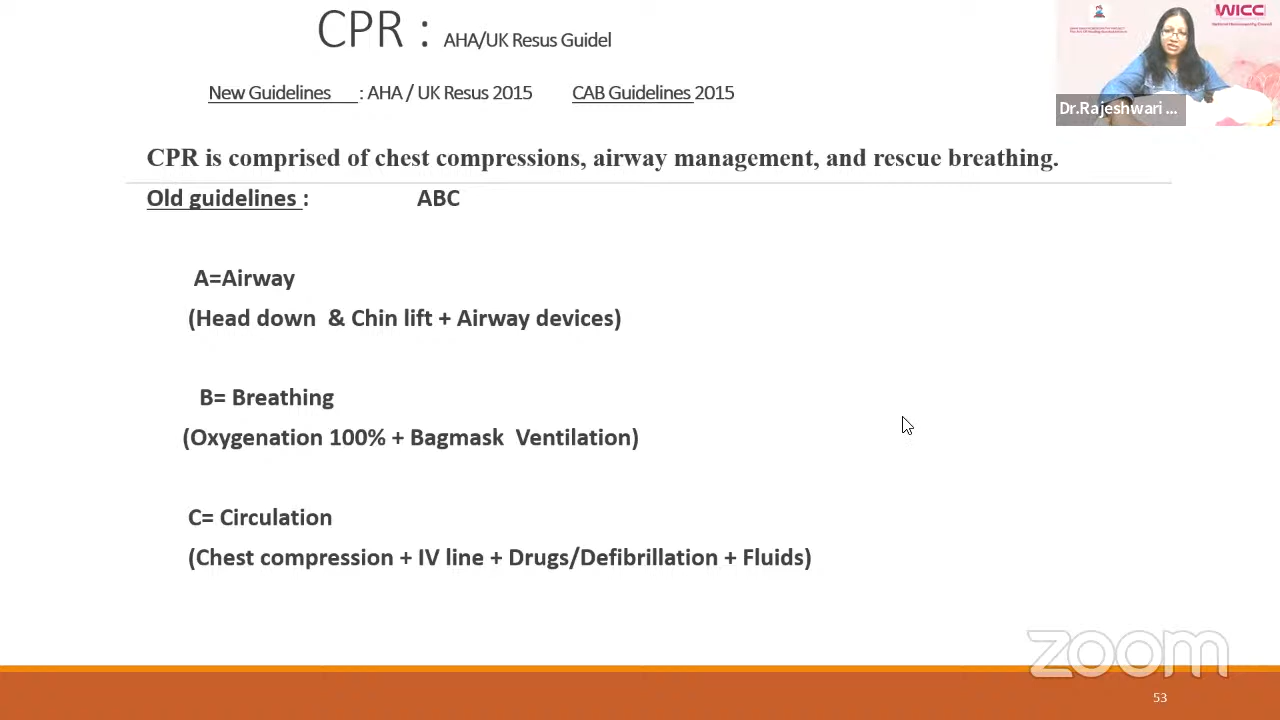 CPR : AHA/UK Resus Guidel
New Guidelines : AHA / UK Resus 2015 CAB Guidelines 2015
CPR is comprised of chest compressions, airway management, and rescue breathing.
Old guidelines : ABC
A=Airway
(Head down & Chin lift + Airway devices)
B= Breathing
(Oxygenation 100% + Bagmask Ventilation)
C= Circulation
(Chest compression + IV line + Drugs/Defibrillation + Fluids)
WICC
Dr.Rajeshwari ...
zoom
53